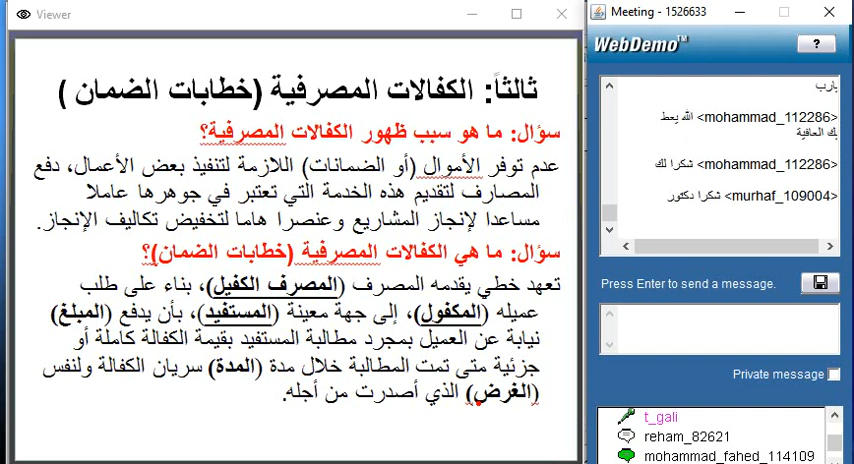 Viewer
ثالثاً: الكفالات المصرفية (خطابات الضمان )
سؤال: ما هو سبب ظهور الكفالات المصرفية؟
عدم توفر الأموال (أو الضمانات) اللازمة لتنفيذ بعض الأعمال، دفع
المصارف لتقديم هذه الخدمة التي تعتبر في جوهرها عاملا
مساعدا لإنجاز المشاريع وعنصرا هاما لتخفيض تكاليف الإنجاز.
سؤال: ما هي الكفالات المصرفية (خطابات الضمان)؟
تعهد خطي يقدمه المصرف (المصرف الكفيل)، بناء على طلب
عميله (المكفول)، إلى جهة معينة (المستفيد)، بأن يدفع (المبلغ)
نيابة عن العميل بمجرد مطالبة المستفيد بقيمة الكفالة كاملة أو
جزئية متى تمت المطالبة خلال مدة (المدة) سريان الكفالة ولنفس
(الغرض) الذي أصدرت من أجله.
Meeting - 1526633
WebDemo™
?
يارب
<mohammad_112286> الله يعط
يك العافية
<mohammad_112286> شكرا لك
<murhaf_109004> شكرا دكتور
Press Enter to send a message.
Private message
t_gali
reham_82621
mohammad_fahed_114109